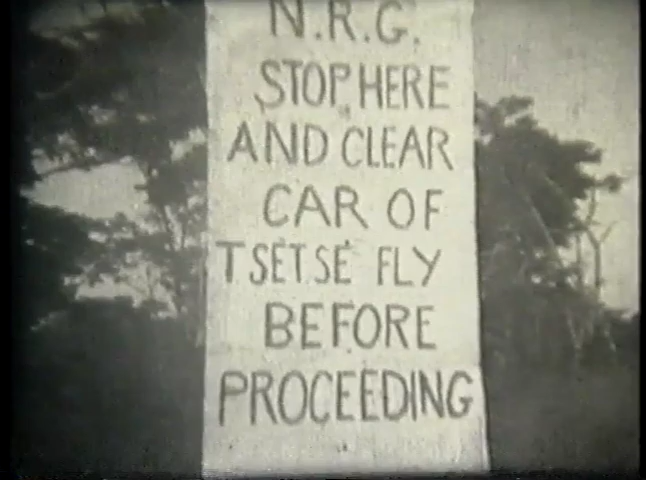 N.R.G.
STOP HERE
AND CLEAR
CAR OF
TSETSE FLY
BEFORE
PROCEEDING